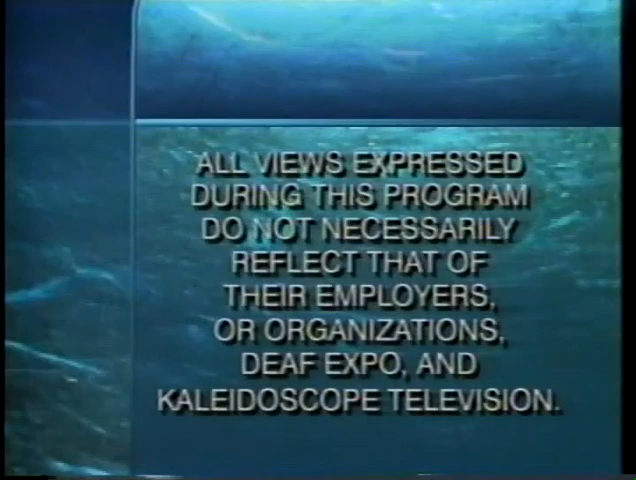 ALL VIEWS EXPRESSED
DURING THIS PROGRAM
DO NOT NECESSARILY
REFLECT THAT OF
THEIR EMPLOYERS,
OR ORGANIZATIONS,
DEAF EXPO, AND
KALEIDOSCOPE TELEVISION.